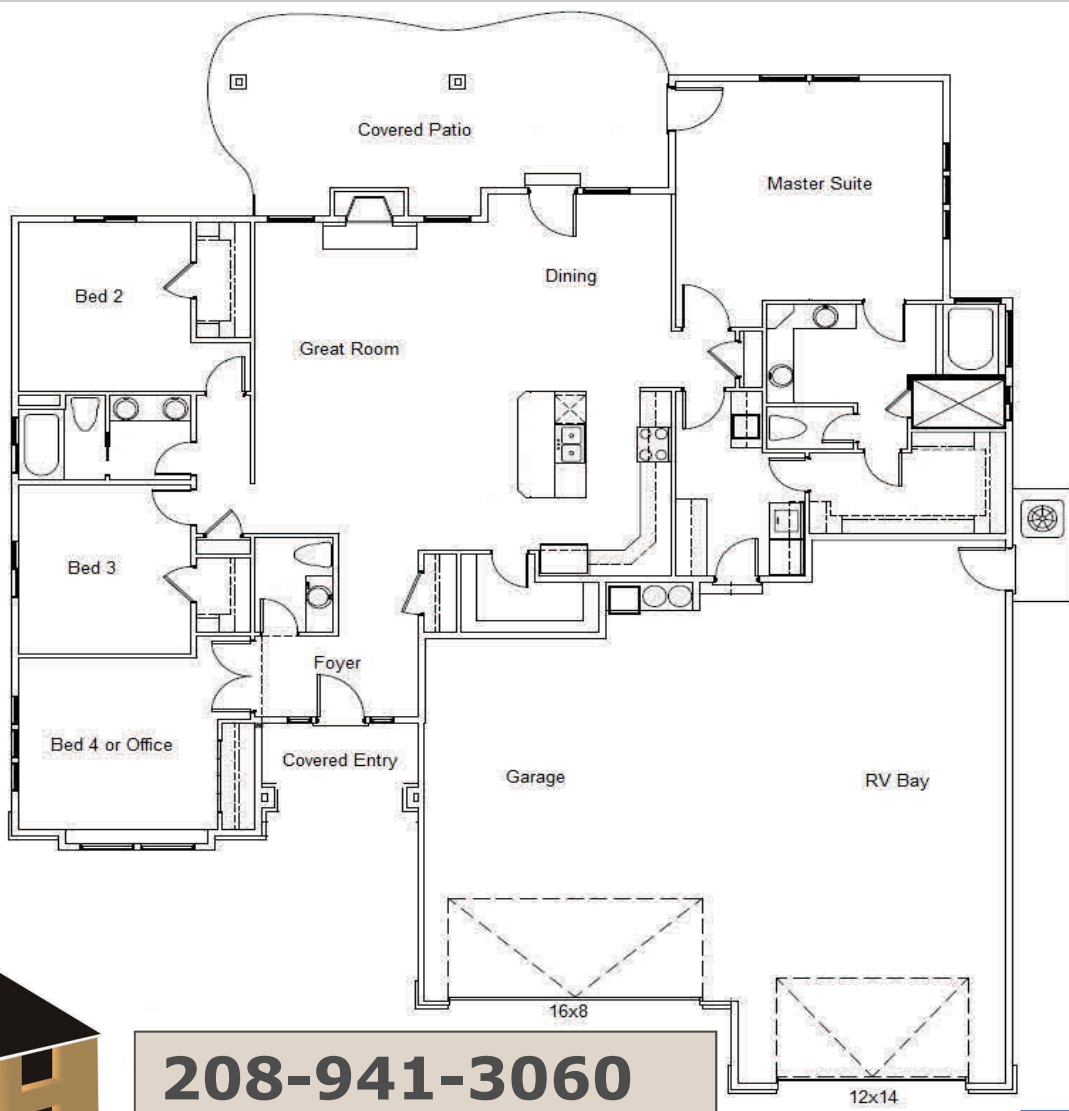 Covered Patio
Master Suite
Bed 2
Dining
Great Room
Bed 3
Foyer
Bed 4 or Office
Covered Entry
Garage
RV Bay
16x8
12x14
208-941-3060